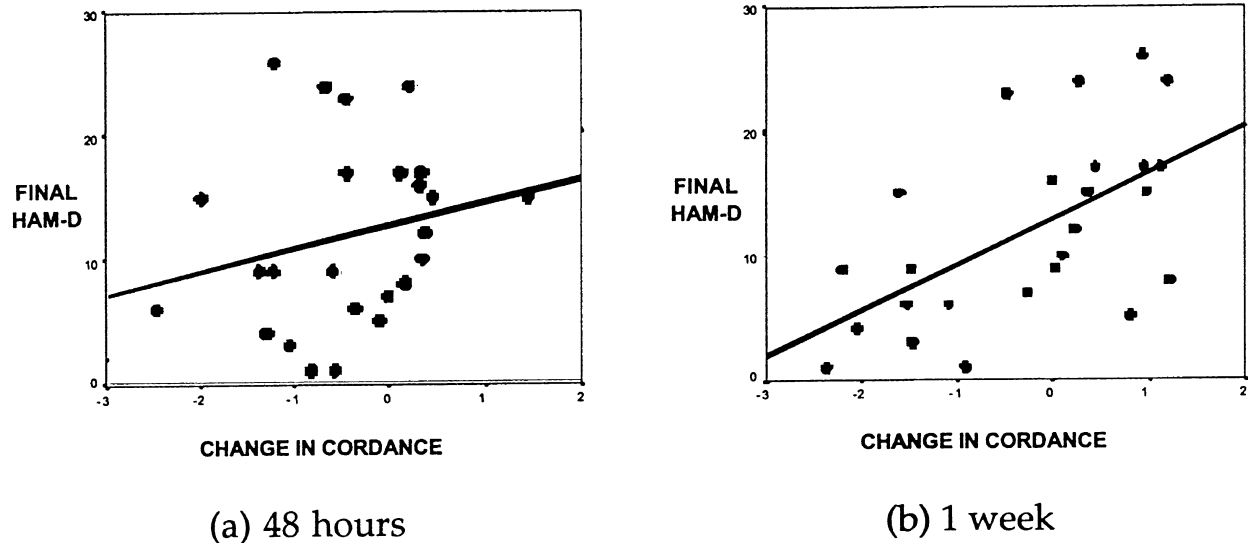 30
20
10
0
-3
-2
-1
0
1
2
FINAL
HAM-D
CHANGE IN CORDANCE
(a) 48 hours
30
20
10
0
-3
-2
-1
0
1
2
FINAL
HAM-D
CHANGE IN CORDANCE
(b) 1 week